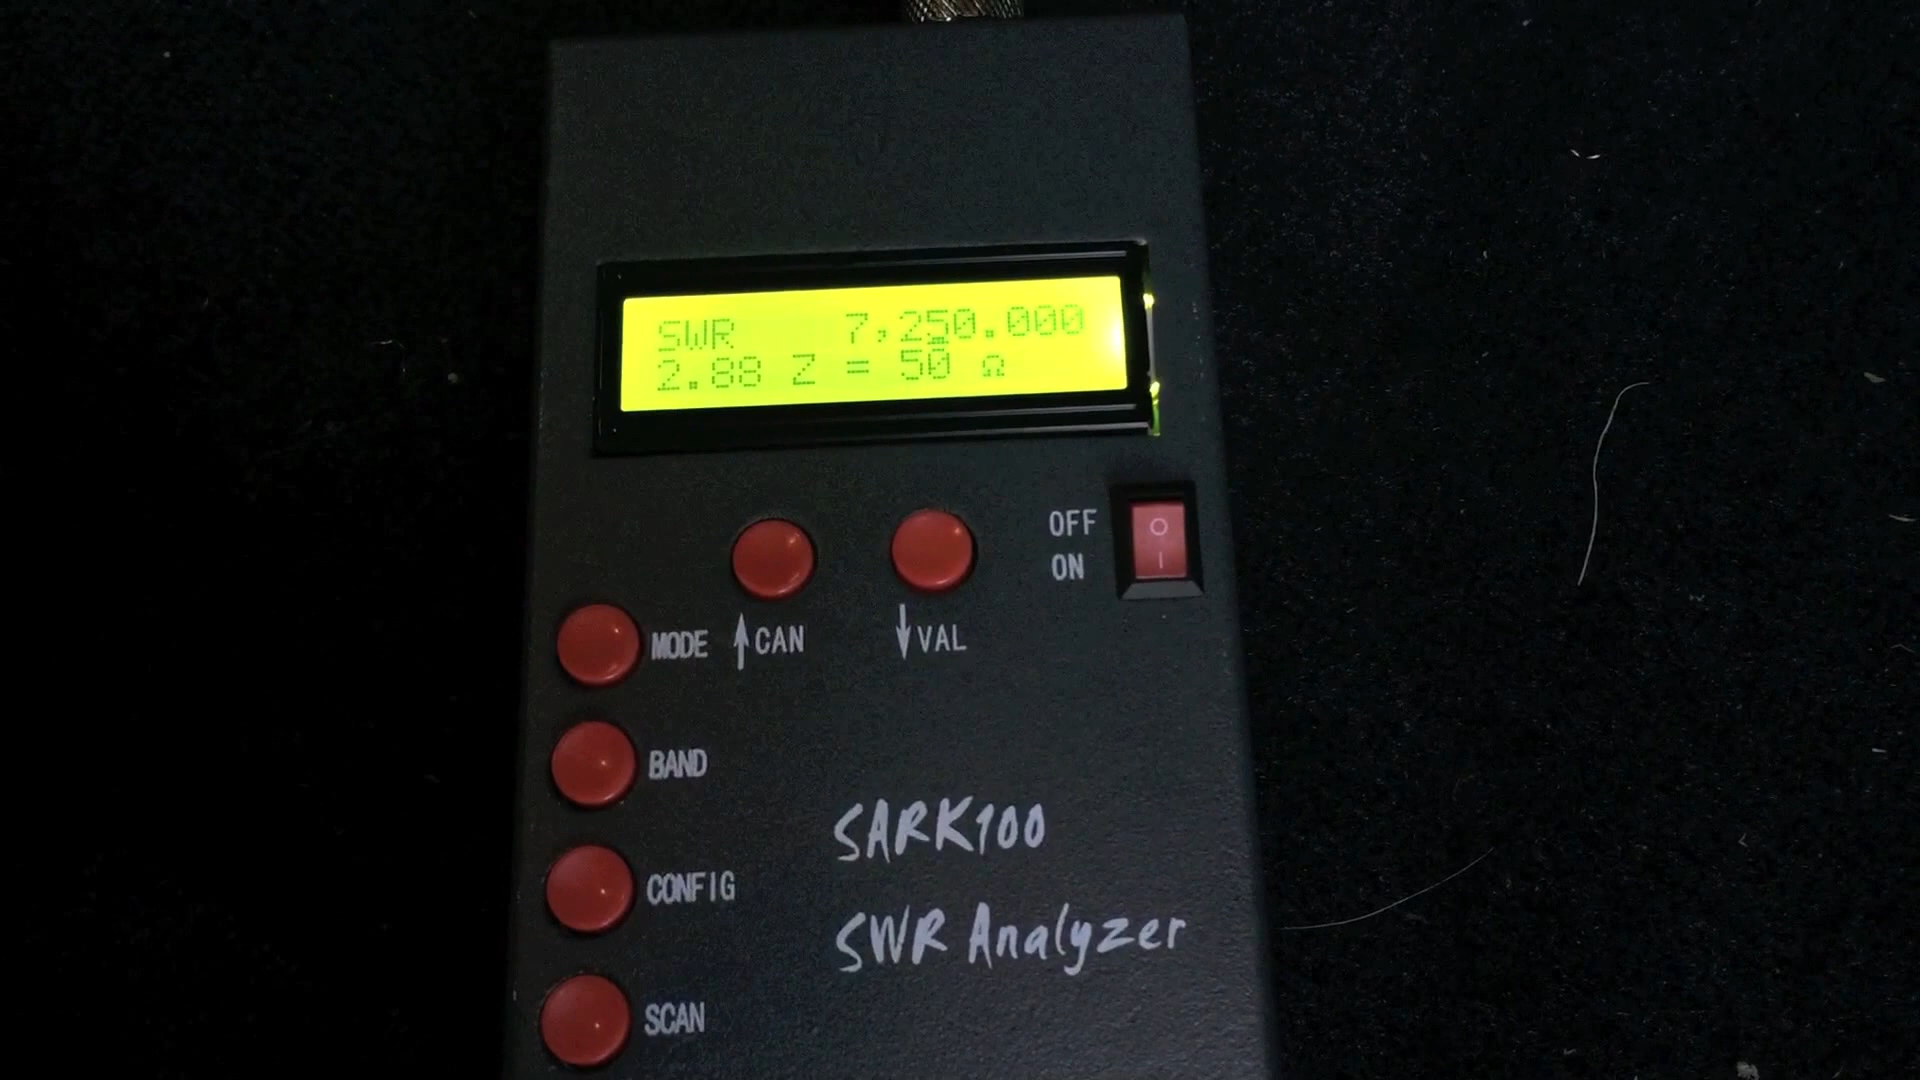 SWR 7,250.000
2.88 Z = 50 Ω
OFF
ON
MODE
↑CAN
↓VAL
BAND
CONFIG
SCAN
SARK100
SWR Analyzer